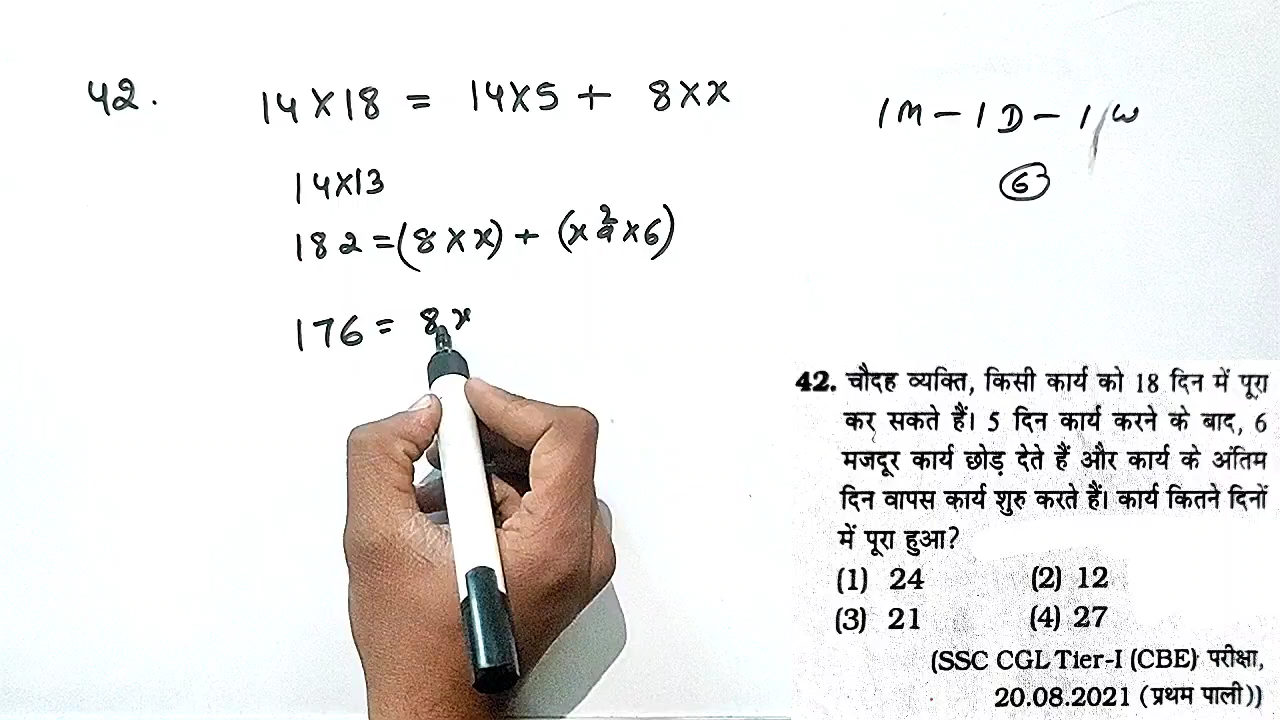 42. 14×18 = 14×5 + 8×x
14×13
182 = (8×x) + (
176 = 8x
1M - 1D - 1 W
6
42. चौदह व्यक्ति, किसी कार्य को 18 दिन में पूरा
कर सकते हैं। 5 दिन कार्य करने के बाद, 6
मजदूर कार्य छोड़ देते हैं और कार्य के अंतिम
दिन वापस कार्य शुरु करते हैं। कार्य कितने दिनों
में पूरा हुआ?
(1) 24 (2) 12
(3) 21 (4) 27
(SSC CGL Tier-I (CBE) परीक्षा,
20.08.2021 (प्रथम पाली))